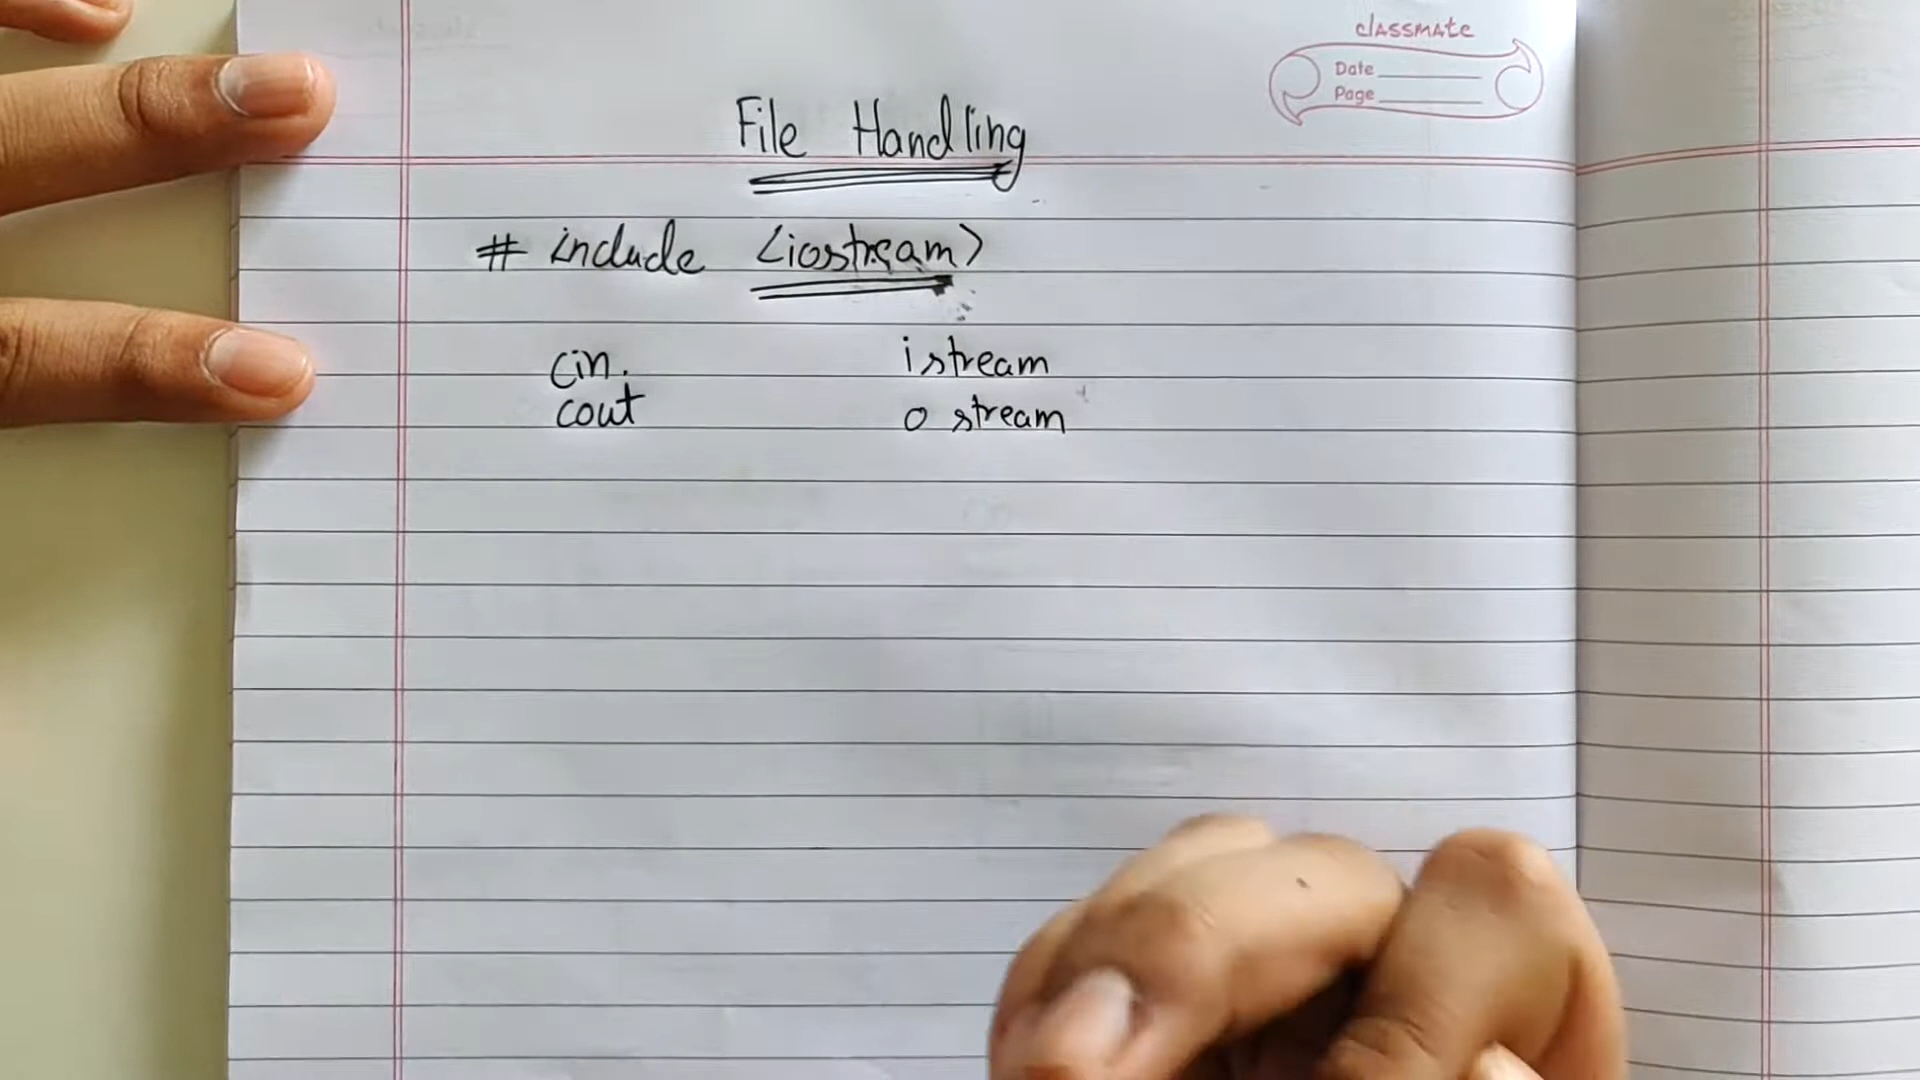 classmate
Date
Page
File Handling
# include <iostream>
cin. istream
cout o stream